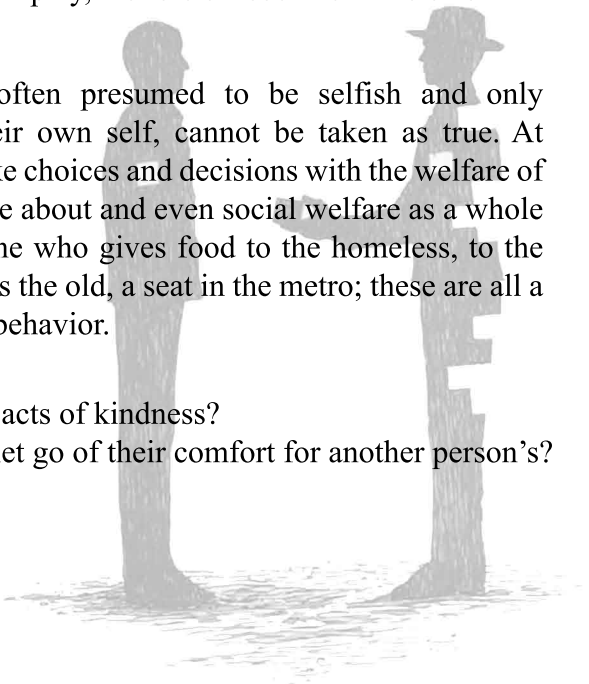 often presumed to be selfish and only
own self, cannot be taken as true. At
choices and decisions with the welfare of
about and even social welfare as a whole
who gives food to the homeless, to the
the old, a seat in the metro; these are all a
behavior.
acts of kindness?
go of their comfort for another person's?